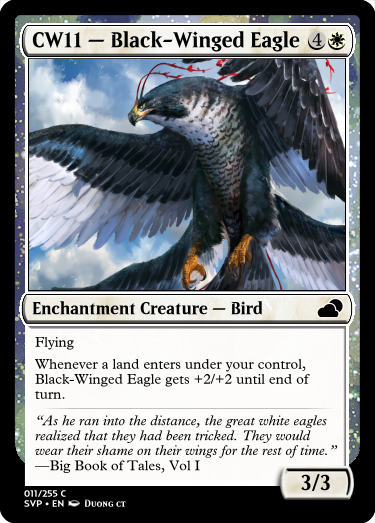 CW11 — Black-Winged Eagle 4
Enchantment Creature — Bird
Flying
Whenever a land enters under your control,
Black-Winged Eagle gets +2/+2 until end of
turn.
“As he ran into the distance, the great white eagles
realized that they had been tricked. They would
wear their shame on their wings for the rest of time.”
—Big Book of Tales, Vol I
3/3
011/255 C
SVP • EN Duong ct